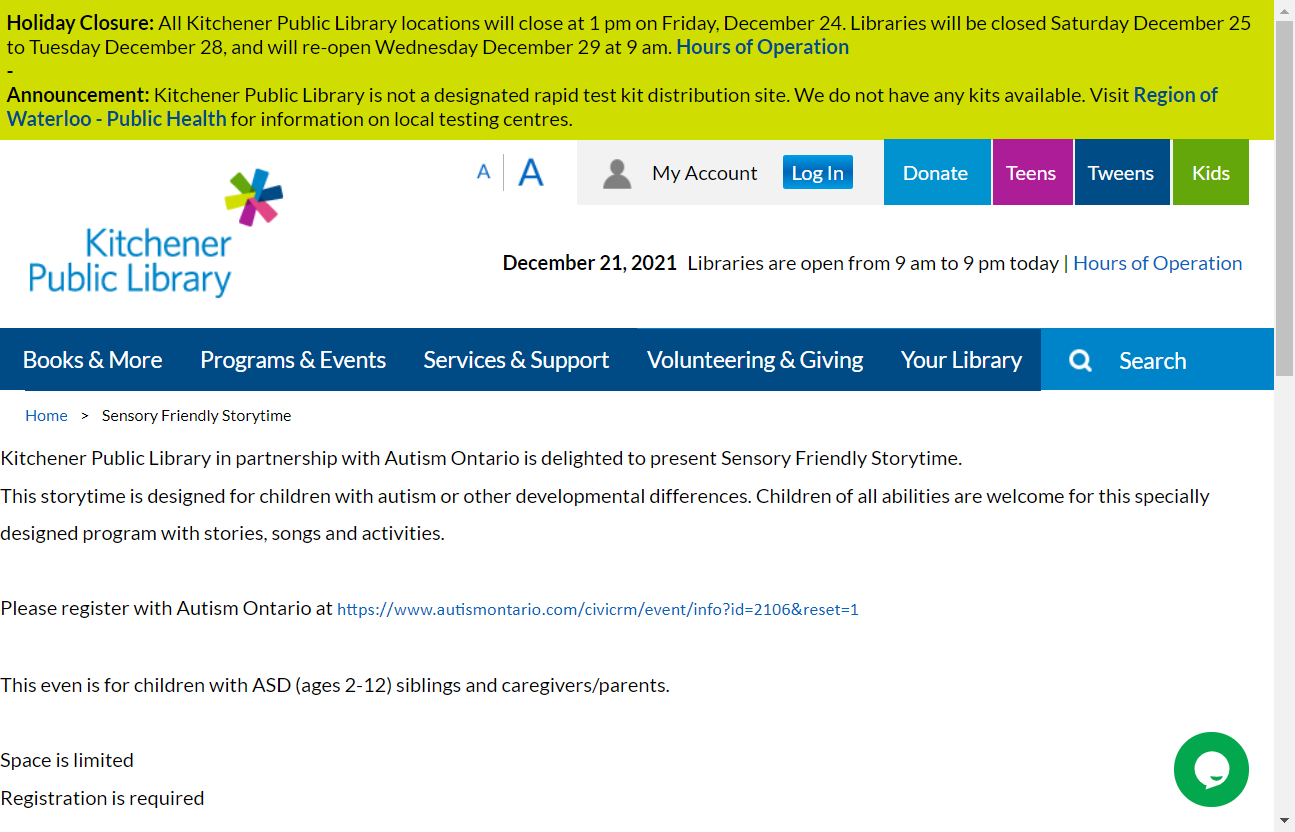 Holiday Closure: All Kitchener Public Library locations will close at 1 pm on Friday, December 24. Libraries will be closed Saturday December 25
to Tuesday December 28, and will re-open Wednesday December 29 at 9 am. Hours of Operation
-
Announcement: Kitchener Public Library is not a designated rapid test kit distribution site. We do not have any kits available. Visit Region of
Waterloo - Public Health for information on local testing centres.
A A My Account Log In Donate Teens Tweens Kids
Kitchener
Public Library
December 21, 2021 Libraries are open from 9 am to 9 pm today | Hours of Operation
Books & More Programs & Events Services & Support Volunteering & Giving Your Library Search
Home > Sensory Friendly Storytime
Kitchener Public Library in partnership with Autism Ontario is delighted to present Sensory Friendly Storytime.
This storytime is designed for children with autism or other developmental differences. Children of all abilities are welcome for this specially
designed program with stories, songs and activities.
Please register with Autism Ontario at https://www.autismontario.com/civicrm/event/info?id=2106&reset=1
This even is for children with ASD (ages 2-12) siblings and caregivers/parents.
Space is limited
Registration is required